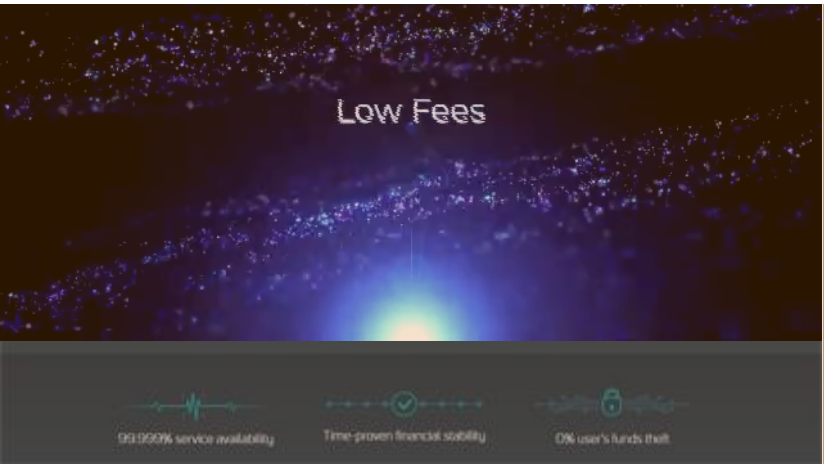 Low Fees
99.999% service availability
Time-proven financial stability
0% user's funds theft